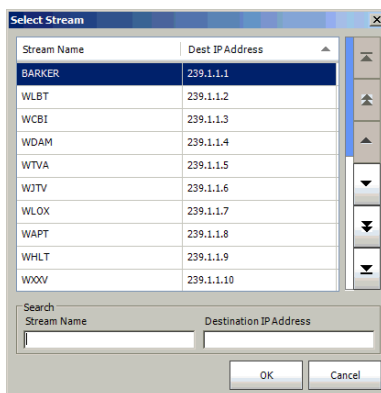 Select Stream
Stream Name Dest IP Address
BARKER 239.1.1.1
WLBT 239.1.1.2
WCBI 239.1.1.3
WDAM 239.1.1.4
WTVA 239.1.1.5
WJTV 239.1.1.6
WLOX 239.1.1.7
WAPT 239.1.1.8
WHLT 239.1.1.9
WXXV 239.1.1.10
Search
Stream Name Destination IP Address
OK Cancel